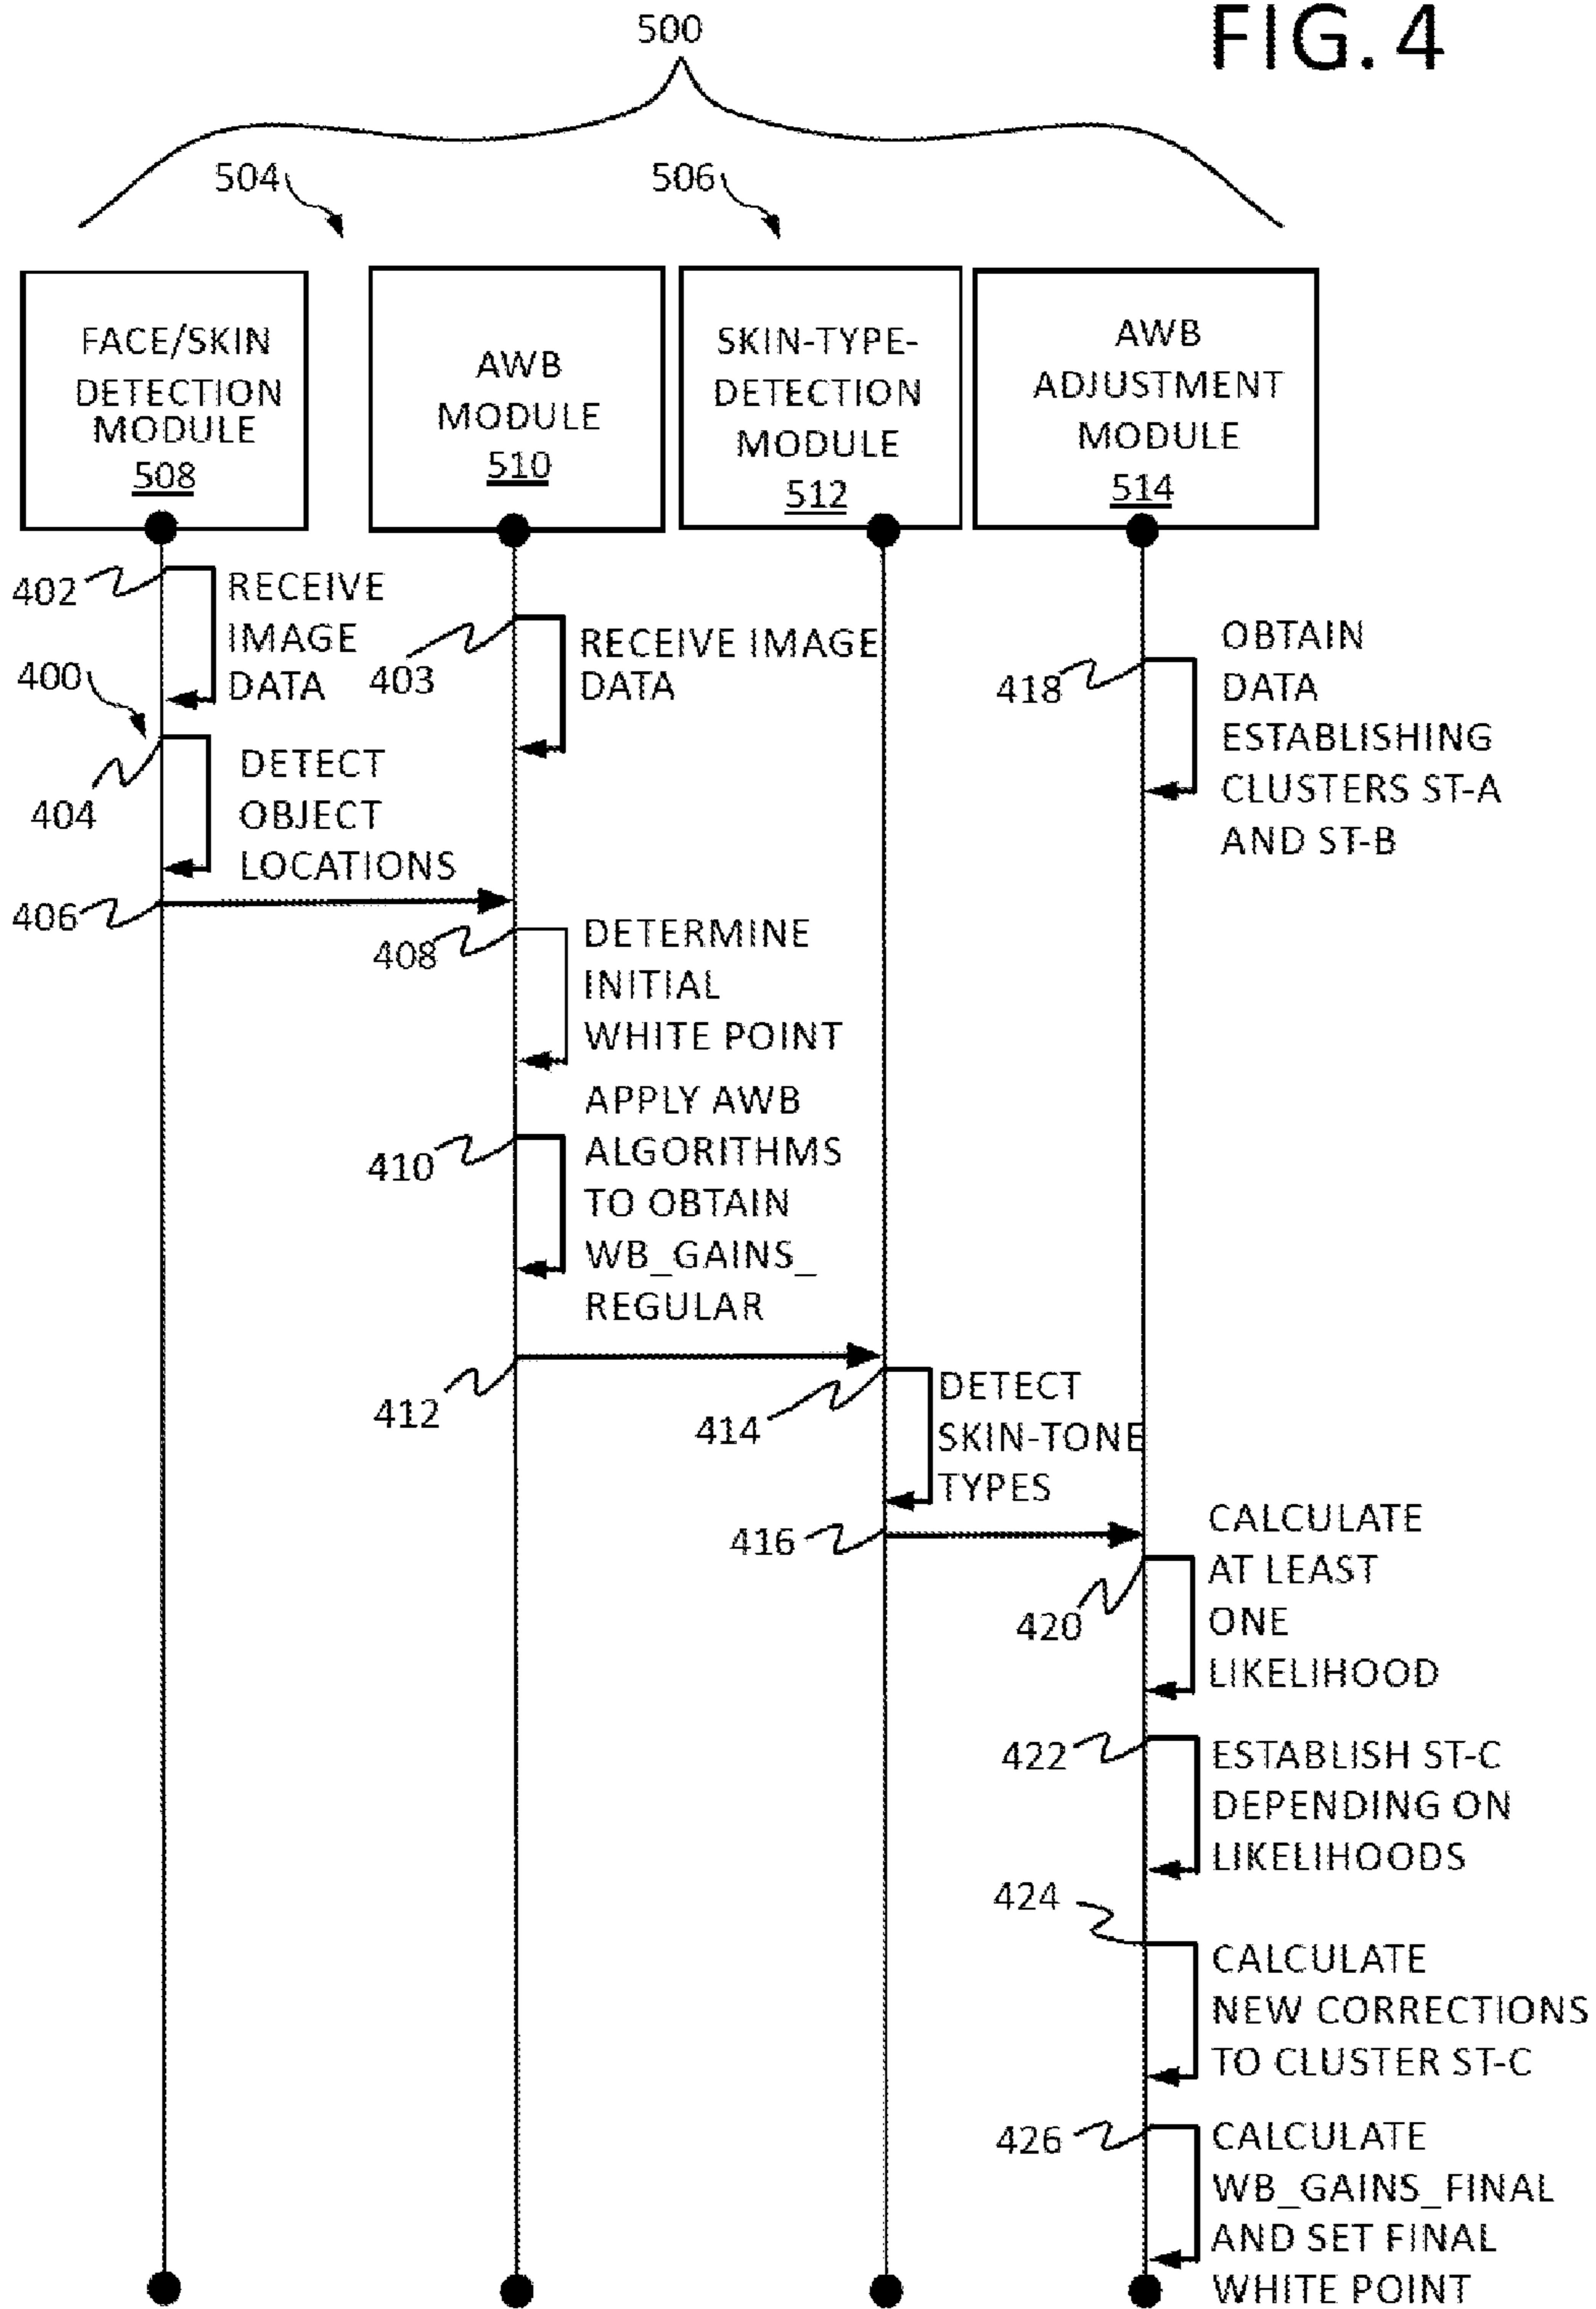 FIG. 4
500
504
506
FACE/SKIN
DETECTION
MODULE
508
AWB
MODULE
510
SKIN-TYPE-
DETECTION
MODULE
512
AWB
ADJUSTMENT
MODULE
514
402
RECEIVE
IMAGE
DATA
400
403
RECEIVE IMAGE
DATA
418
OBTAIN
DATA
ESTABLISHING
CLUSTERS ST-A
AND ST-B
404
DETECT
OBJECT
LOCATIONS
406
408
DETERMINE
INITIAL
WHITE POINT
410
APPLY AWB
ALGORITHMS
TO OBTAIN
WB_GAINS_
REGULAR
412
414
DETECT
SKIN-TONE
TYPES
416
420
CALCULATE
AT LEAST
ONE
LIKELIHOOD
422
ESTABLISH ST-C
DEPENDING ON
LIKELIHOODS
424
CALCULATE
NEW CORRECTIONS
TO CLUSTER ST-C
426
CALCULATE
WB_GAINS_FINAL
AND SET FINAL
WHITE POINT